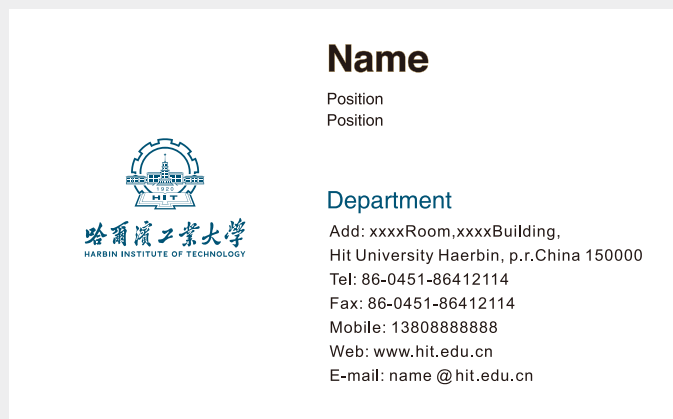 Name
Position
Position
1920
HIT
哈爾濱工業大學
HARBIN INSTITUTE OF TECHNOLOGY
Department
Add: xxxxRoom,xxxxBuilding,
Hit University Haerbin, p.r.China 150000
Tel: 86-0451-86412114
Fax: 86-0451-86412114
Mobile: 13808888888
Web: www.hit.edu.cn
E-mail: name @hit.edu.cn